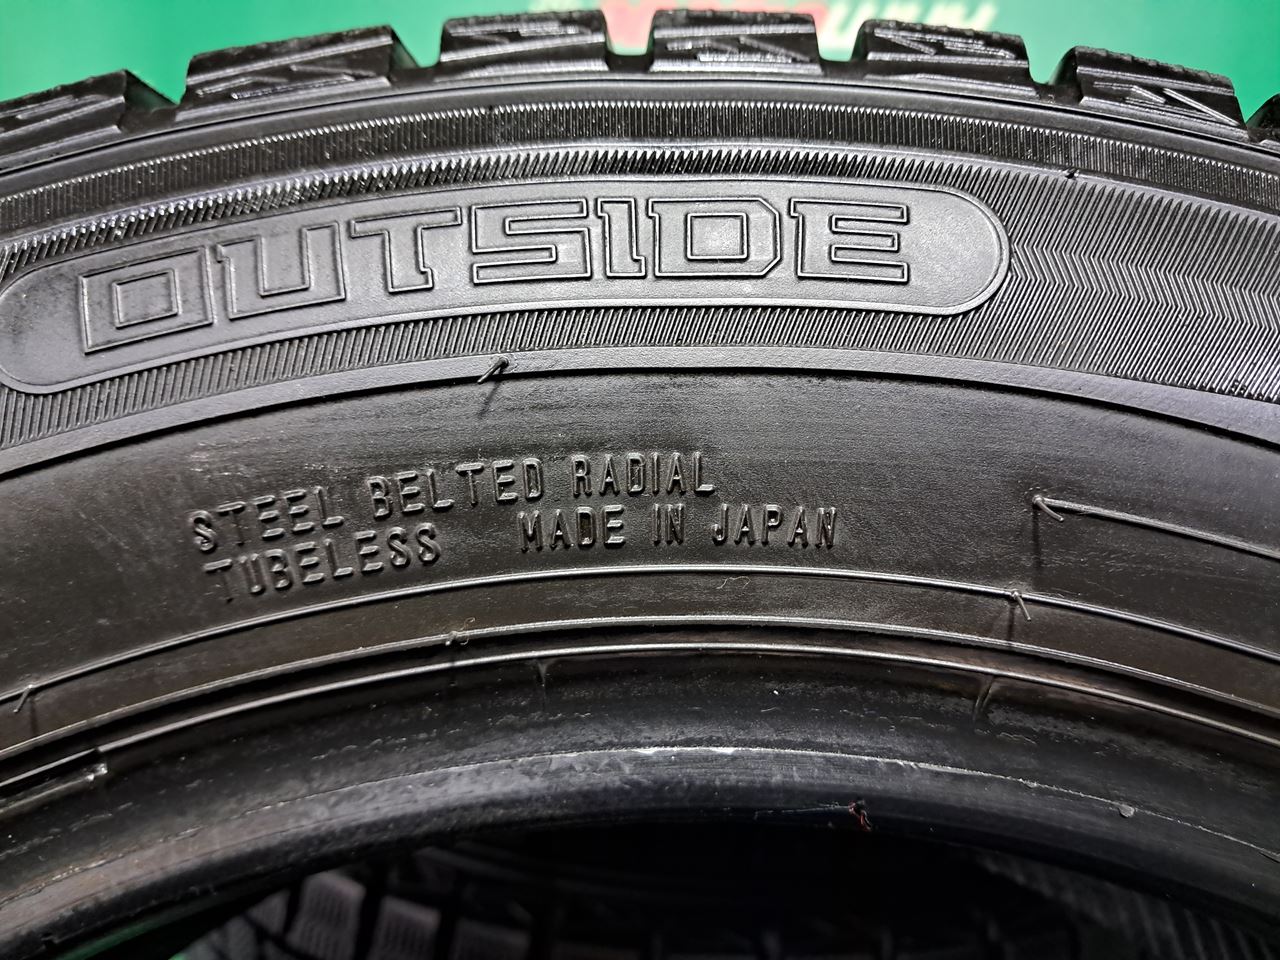 OUTSIDE
STEEL BELTED RADIAL
TUBELESS MADE IN JAPAN